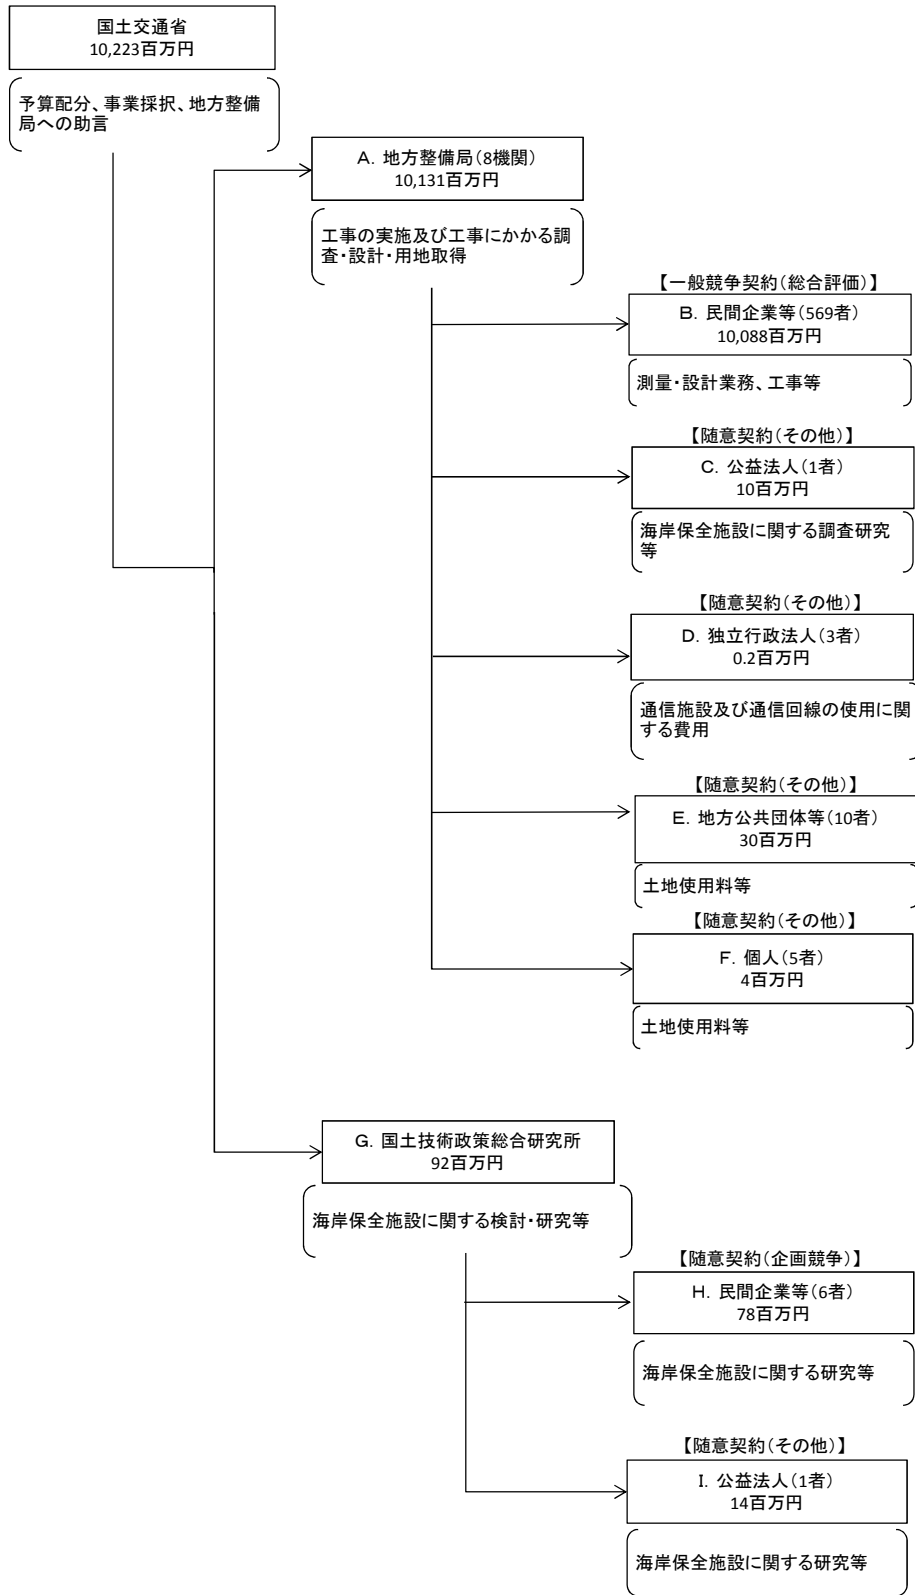 国土交通省
10,223百万円
予算配分、事業採択、地方整備
局への助言
A. 地方整備局(8機関)
10,131百万円
工事の実施及び工事にかかる調
査・設計・用地取得
【一般競争契約(総合評価)】
B. 民間企業等(569者)
10,088百万円
測量・設計業務、工事等
【随意契約(その他)】
C. 公益法人(1者)
10百万円
海岸保全施設に関する調査研究
等
【随意契約(その他)】
D. 独立行政法人(3者)
0.2百万円
通信施設及び通信回線の使用に関
する費用
【随意契約(その他)】
E. 地方公共団体等(10者)
30百万円
土地使用料等
【随意契約(その他)】
F. 個人(5者)
4百万円
土地使用料等
G. 国土技術政策総合研究所
92百万円
海岸保全施設に関する検討・研究等
【随意契約(企画競争)】
H. 民間企業等(6者)
78百万円
海岸保全施設に関する研究等
【随意契約(その他)】
I. 公益法人(1者)
14百万円
海岸保全施設に関する研究等